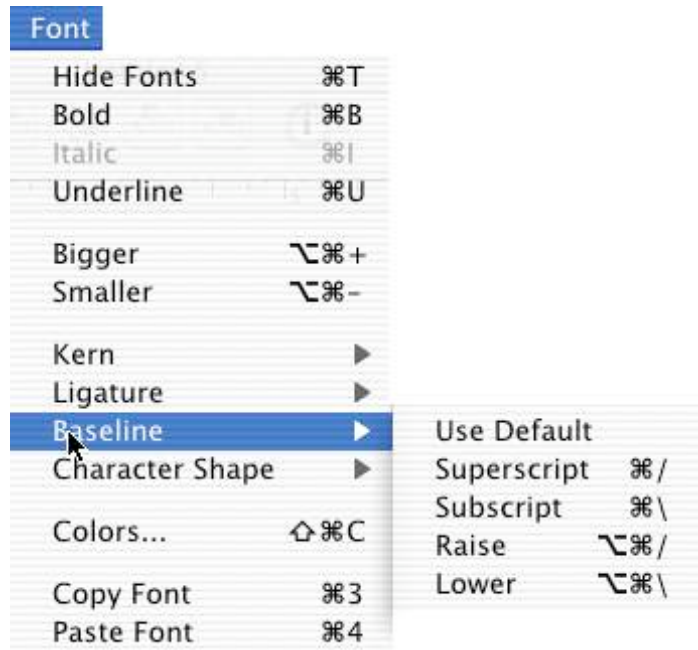 Font
Hide Fonts ⌘T
Bold ⌘B
Italic ⌘I
Underline ⌘U
Bigger ⌥⌘+
Smaller ⌥⌘-
Kern
Ligature
Baseline
Character Shape
Colors... ⇧⌘C
Copy Font ⌘3
Paste Font ⌘4
Use Default
Superscript ⌘/
Subscript ⌘\
Raise ⌥⌘/
Lower ⌥⌘\